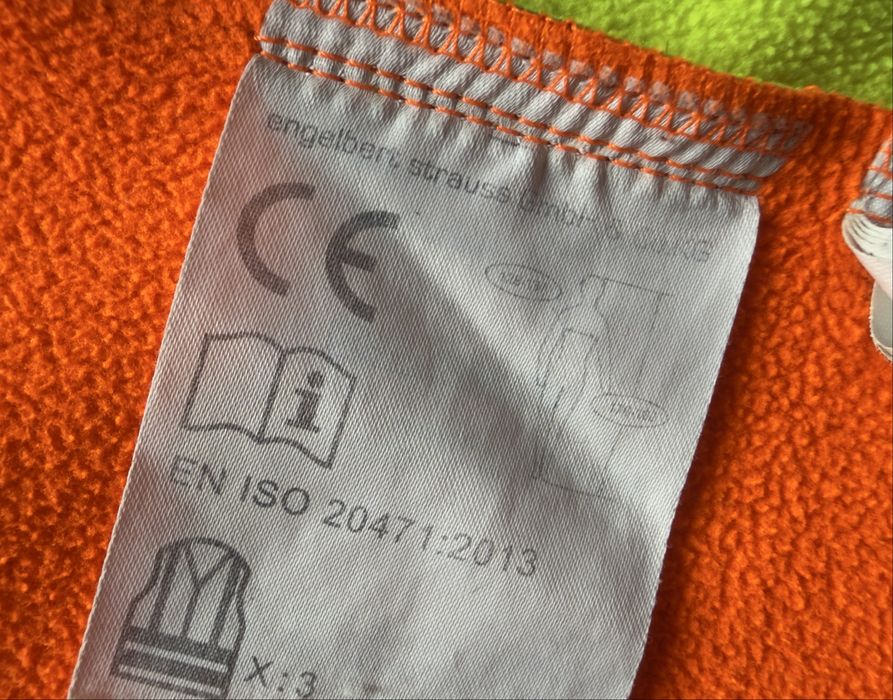 engelbert strauss GmbH & Co. KG
CE
i
EN ISO 20471:2013
X:3